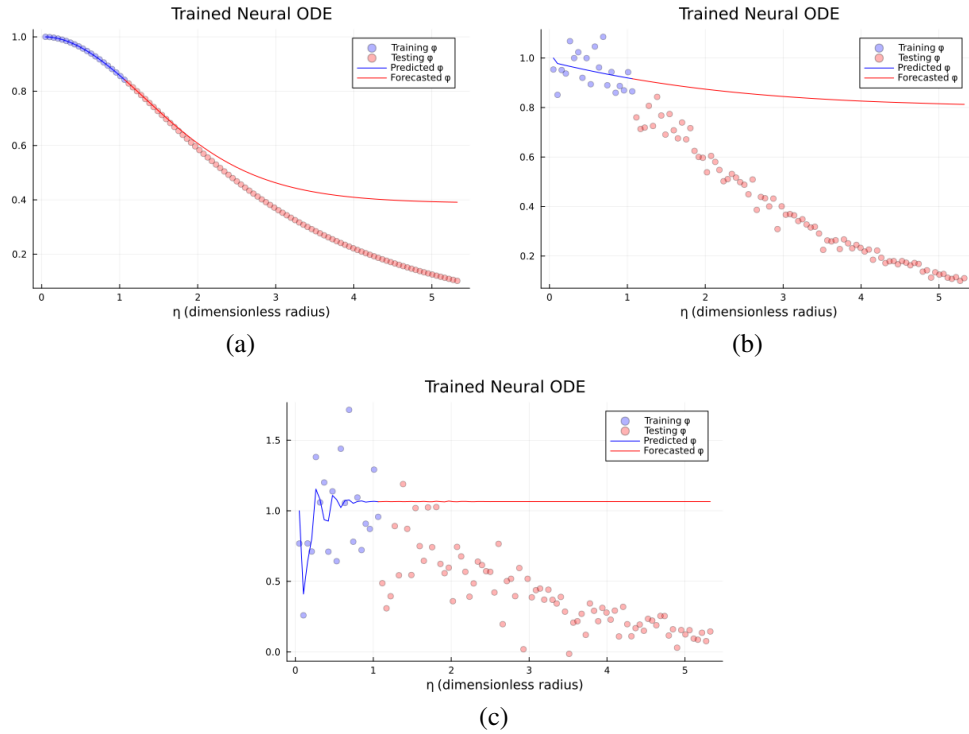 Trained Neural ODE
1.0
0.8
0.6
0.4
0.2
Training φ
Testing φ
Predicted φ
Forecasted φ
0 1 2 3 4 5
η (dimensionless radius)
(a)
Trained Neural ODE
1.0
0.8
0.6
0.4
0.2
Training φ
Testing φ
Predicted φ
Forecasted φ
0 1 2 3 4 5
η (dimensionless radius)
(b)
Trained Neural ODE
1.5
1.0
0.5
0.0
Training φ
Testing φ
Predicted φ
Forecasted φ
0 1 2 3 4 5
η (dimensionless radius)
(c)